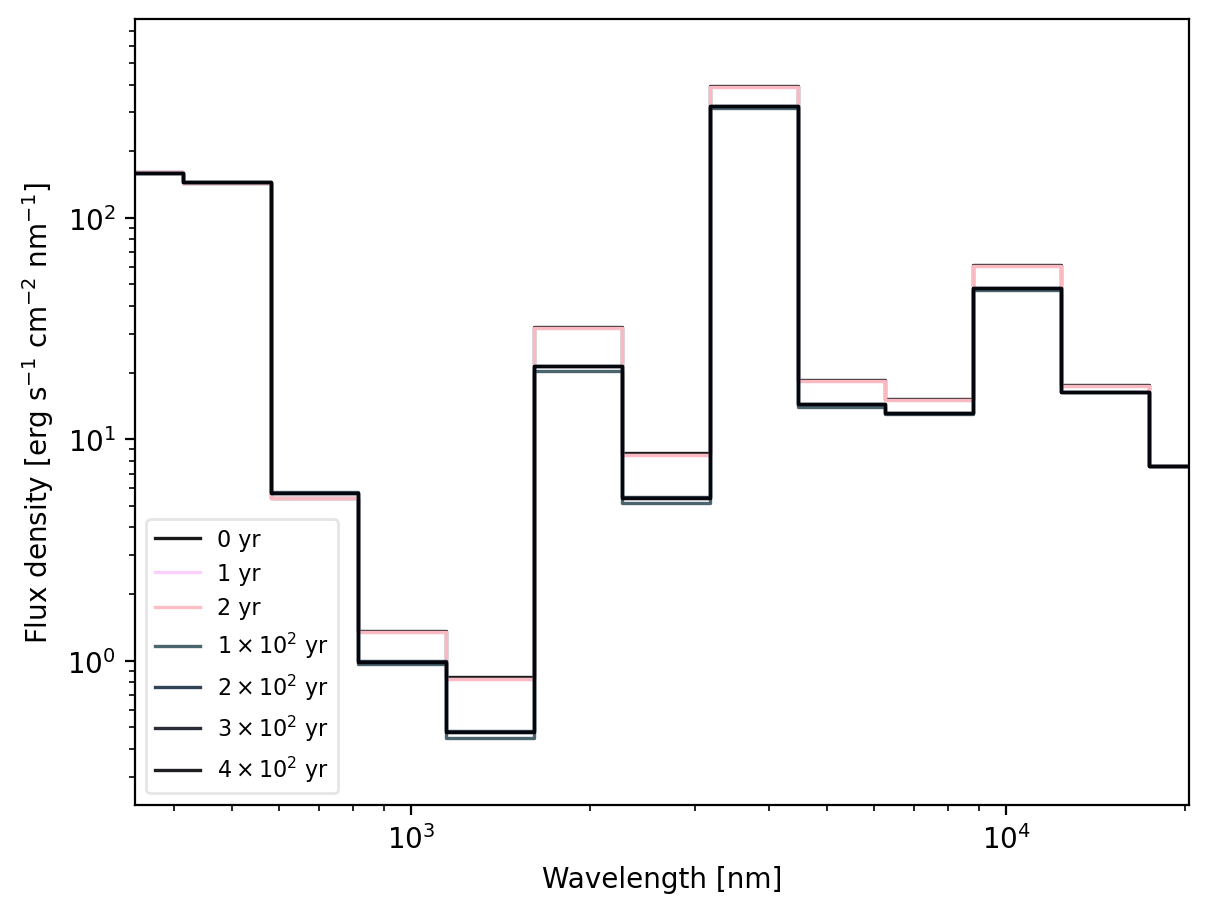 Flux density [erg s⁻¹ cm⁻² nm⁻¹]
10²
10¹
10⁰
0 yr
1 yr
2 yr
1 × 10² yr
2 × 10² yr
3 × 10² yr
4 × 10² yr
10³
10⁴
Wavelength [nm]